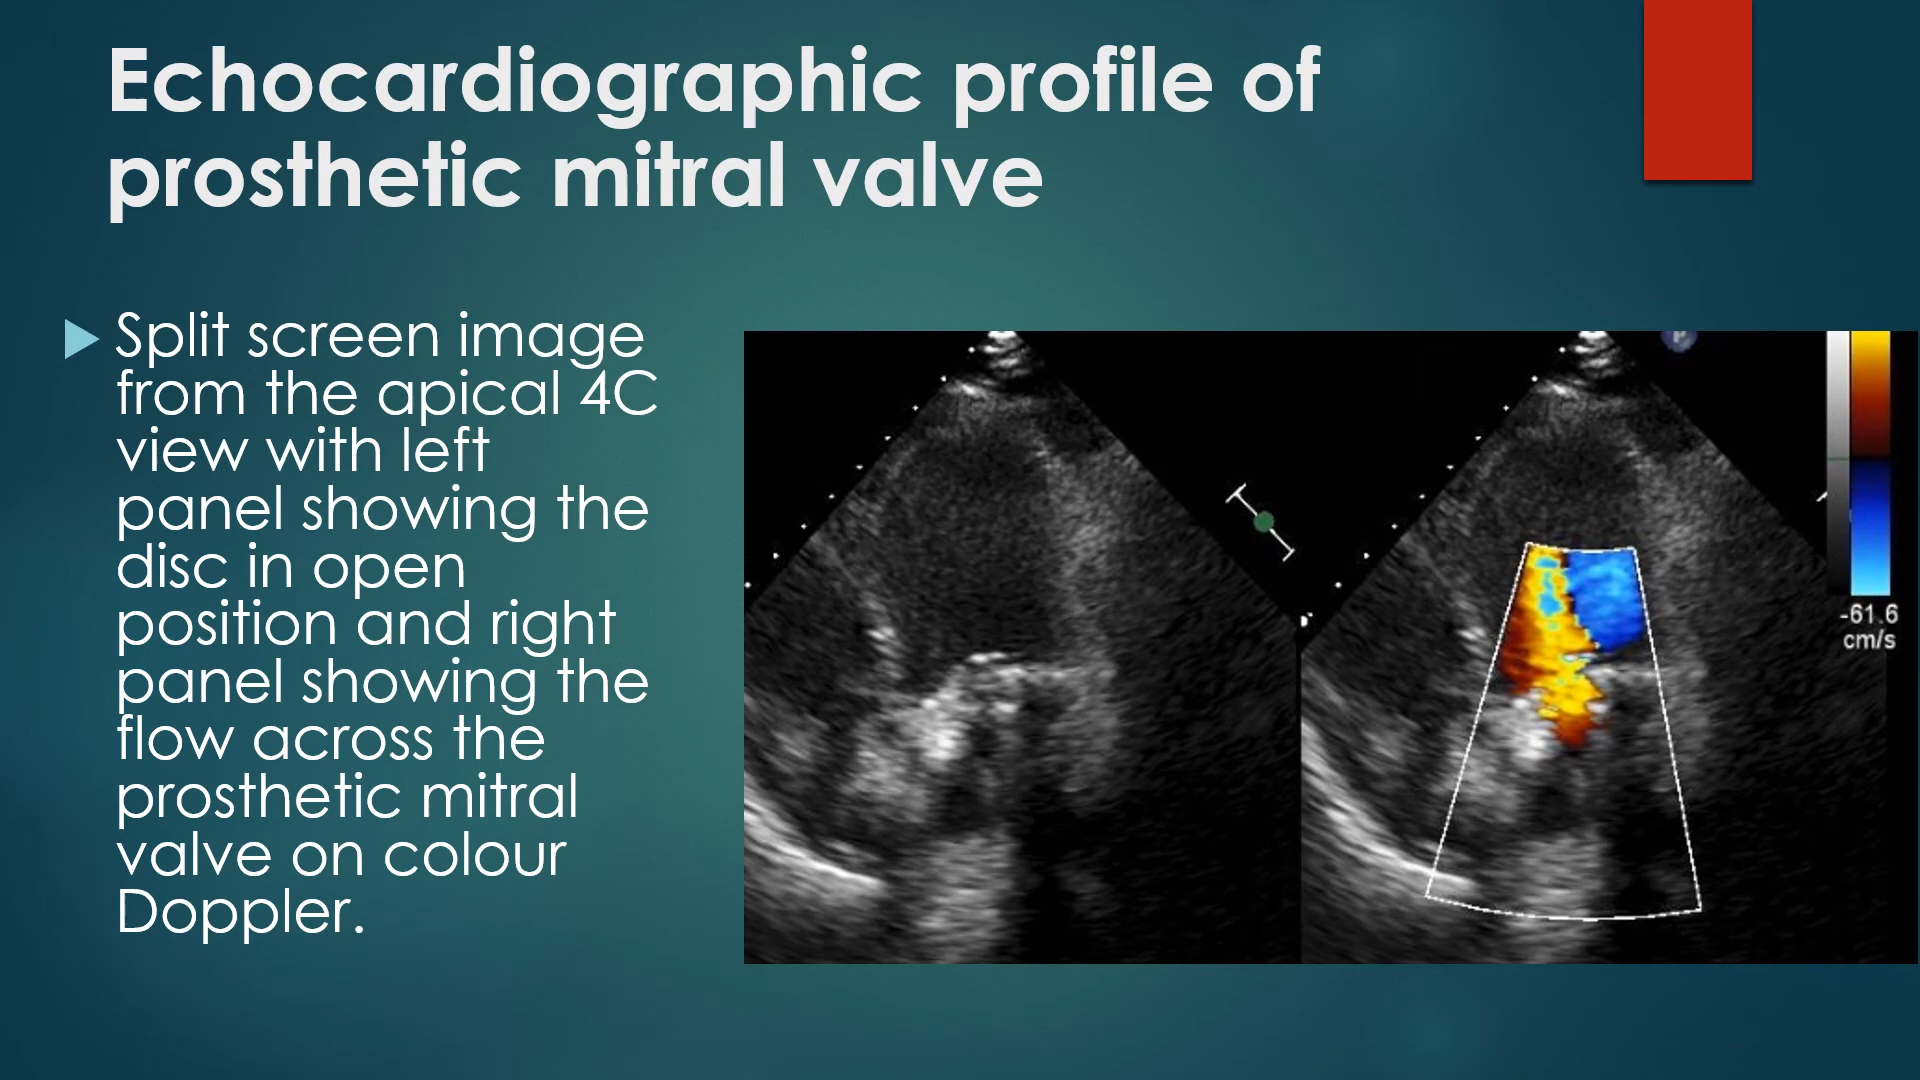 Echocardiographic profile of
prosthetic mitral valve
Split screen image
from the apical 4C
view with left
panel showing the
disc in open
position and right
panel showing the
flow across the
prosthetic mitral
valve on colour
Doppler.
P
-61.6
cm/s